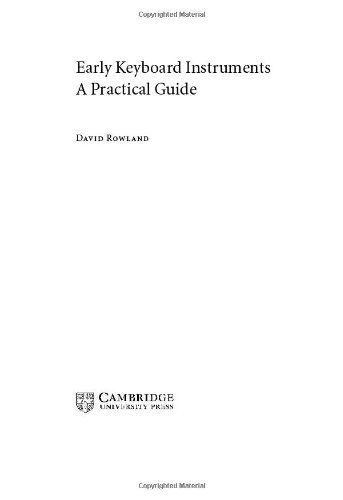 Copyrighted Material
Early Keyboard Instruments
A Practical Guide
DAVID ROWLAND
CAMBRIDGE
UNIVERSITY PRESS
Copyrighted Material